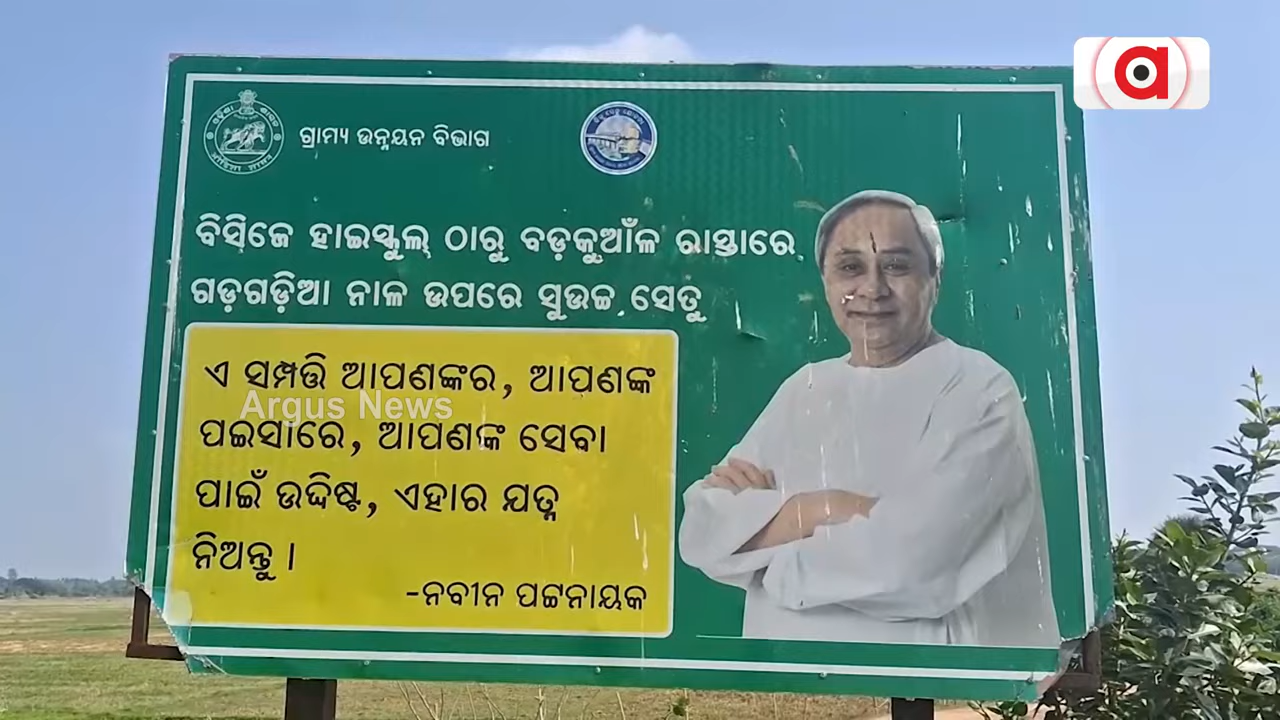 ଗ୍ରାମ୍ୟ ଉନ୍ନୟନ ବିଭାଗ
ବିସିଜେ ହାଇସ୍କୁଲ୍ ଠାରୁ ବଡ଼କୁଆଁଳ ରାସ୍ତାରେ
ଗଡ଼ଗଡ଼ିଆ ନାଳ ଉପରେ ସୁଉଚ୍ଚ ସେତୁ
ଏ ସମ୍ପତ୍ତି ଆପଣଙ୍କର, ଆପଣଙ୍କ
Argus News
ପଇସାରେ, ଆପଣଙ୍କ ସେବା
ପାଇଁ ଉଦ୍ଦିଷ୍ଟ, ଏହାର ଯତ୍ନ
ନିଅନ୍ତୁ ।
-ନବୀନ ପଟ୍ଟନାୟକ